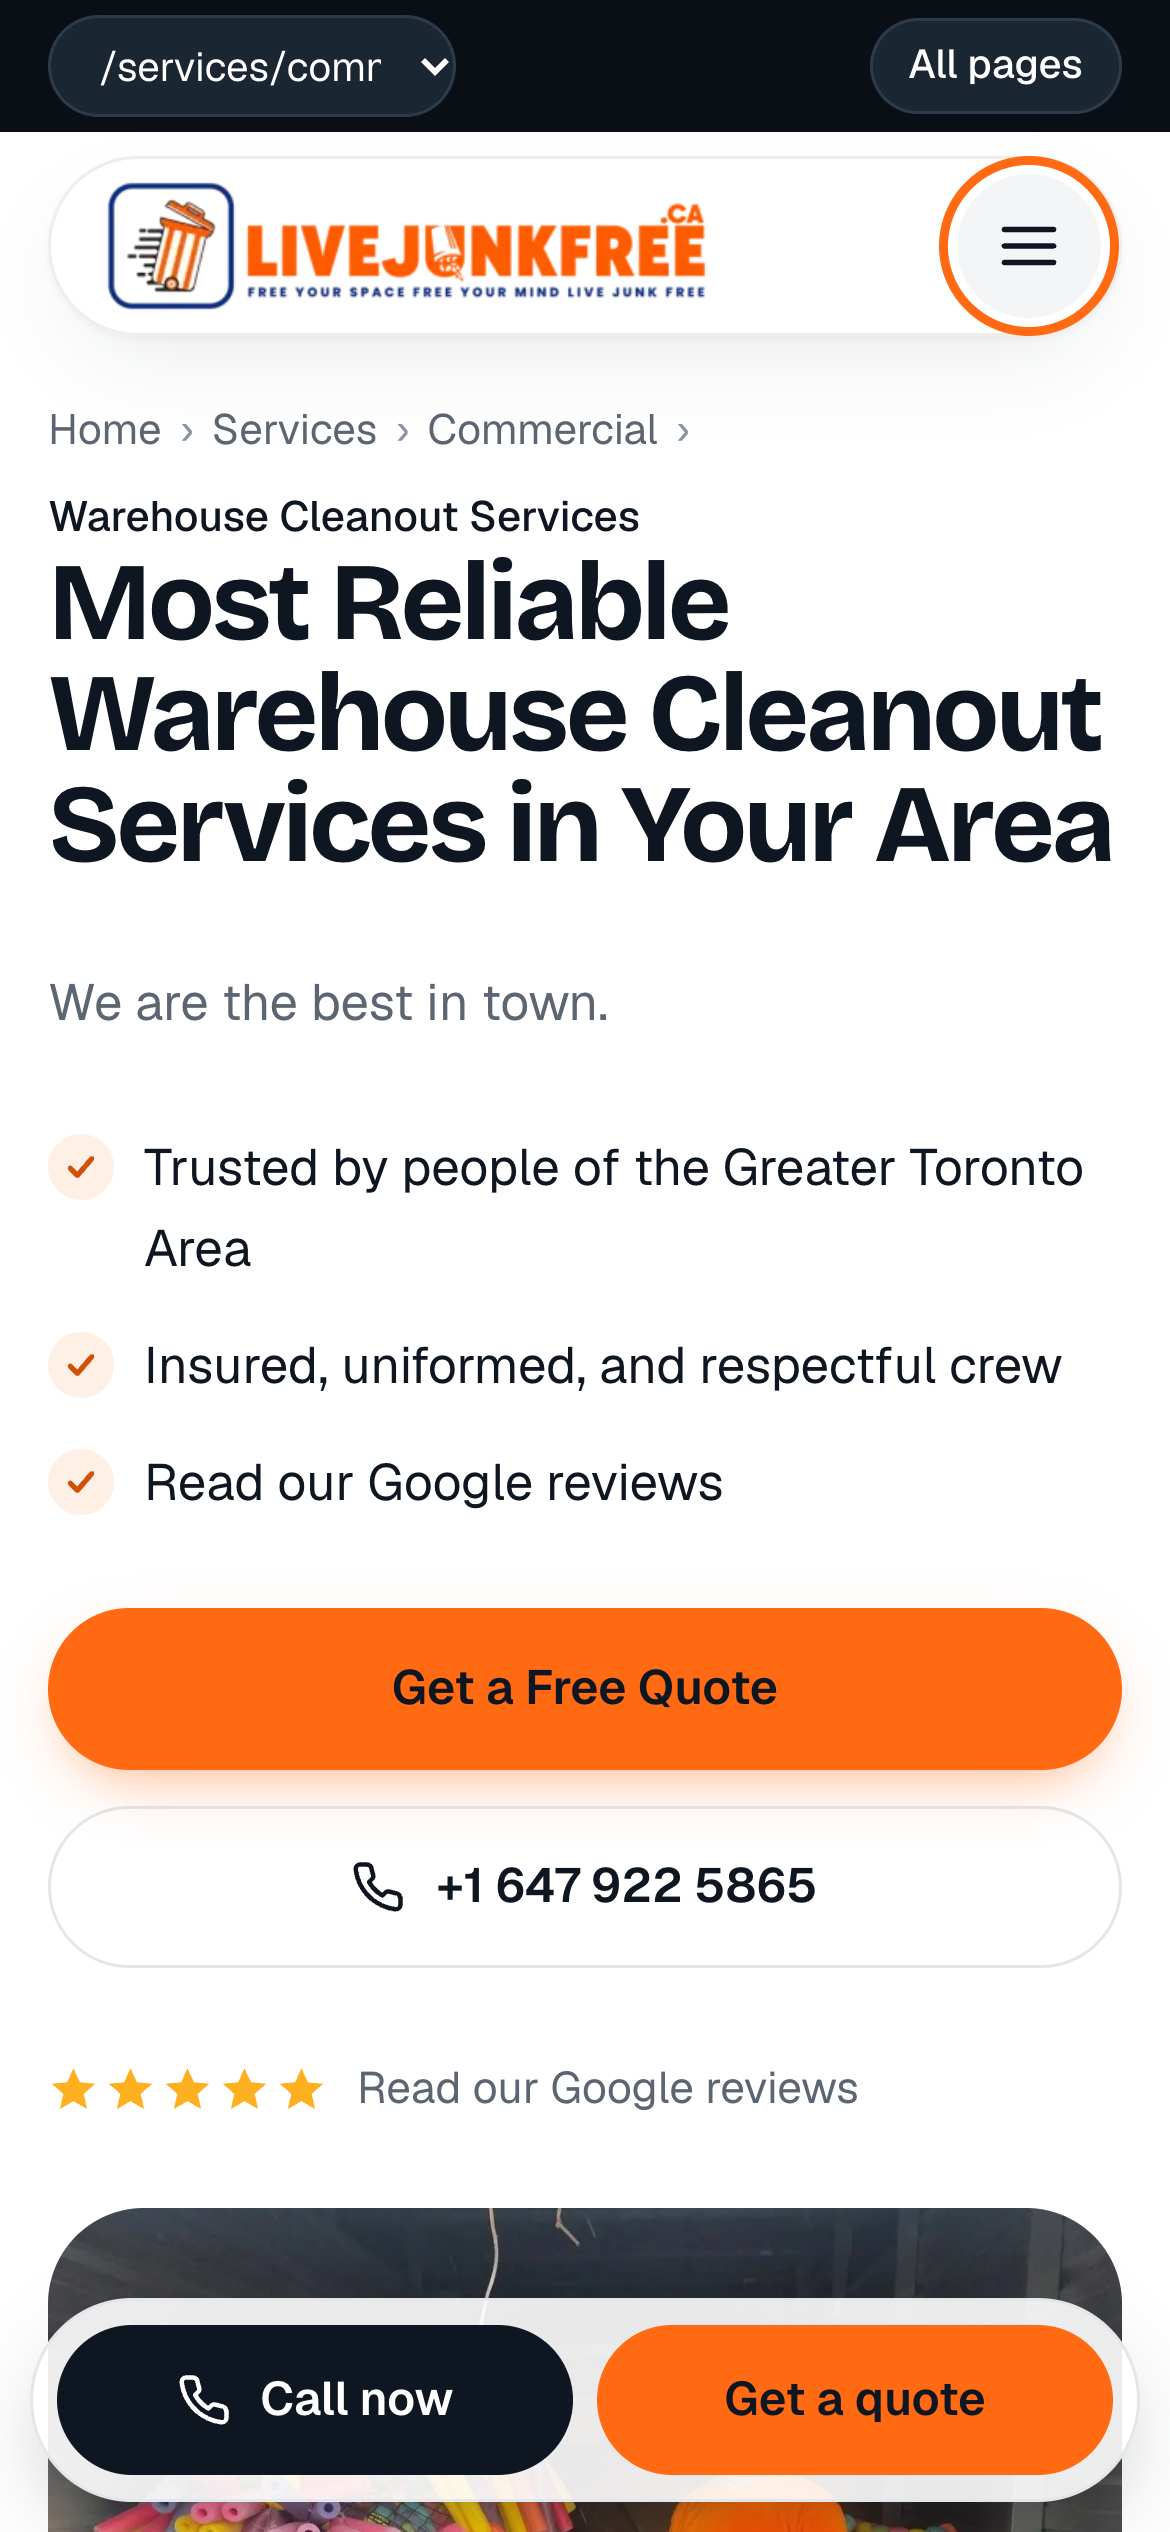 /services/comr
All pages
.CA
LIVEJUNKFREE
FREE YOUR SPACE FREE YOUR MIND LIVE JUNK FREE
Home › Services › Commercial ›
Warehouse Cleanout Services
Most Reliable
Warehouse Cleanout
Services in Your Area
We are the best in town.
Trusted by people of the Greater Toronto
Area
Insured, uniformed, and respectful crew
Read our Google reviews
Get a Free Quote
+1 647 922 5865
Read our Google reviews
Call now
Get a quote